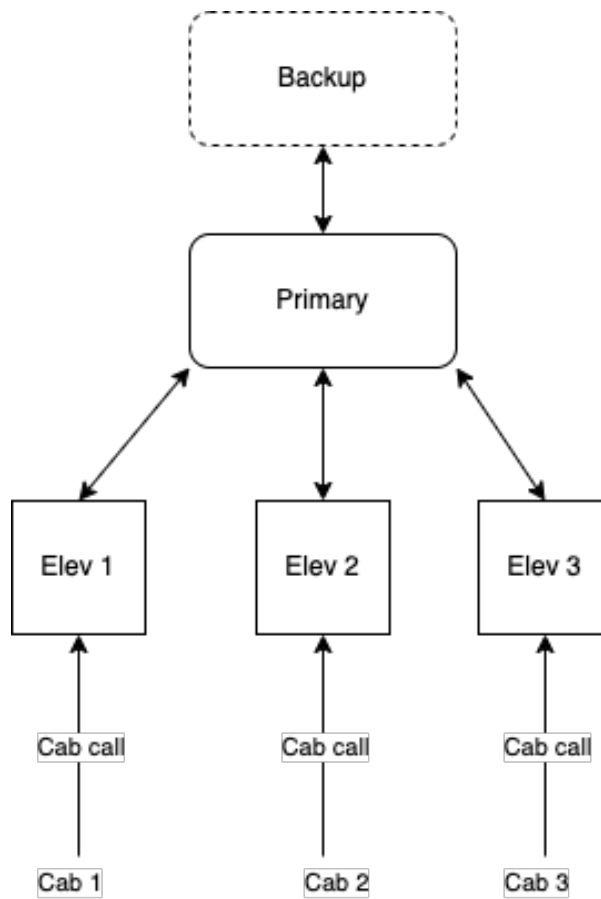 Backup
Primary
Elev 1
Elev 2
Elev 3
Cab call
Cab call
Cab call
Cab 1
Cab 2
Cab 3